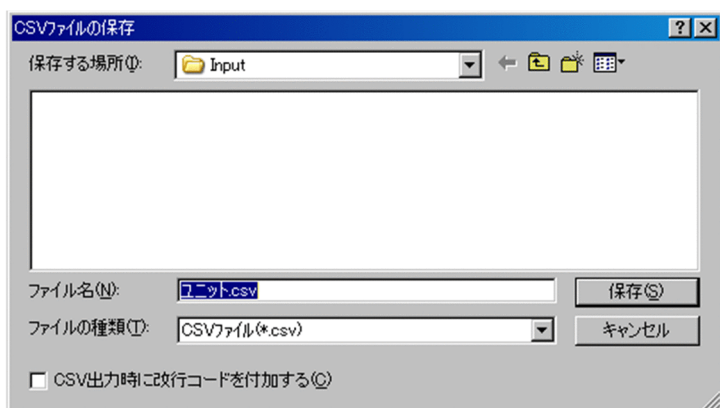 CSVファイルの保存
保存する場所(I): Input
ファイル名(N): ユニット.csv 保存(S)
ファイルの種類(T): CSVファイル(*.csv) キャンセル
CSV出力時に改行コードを付加する(C)